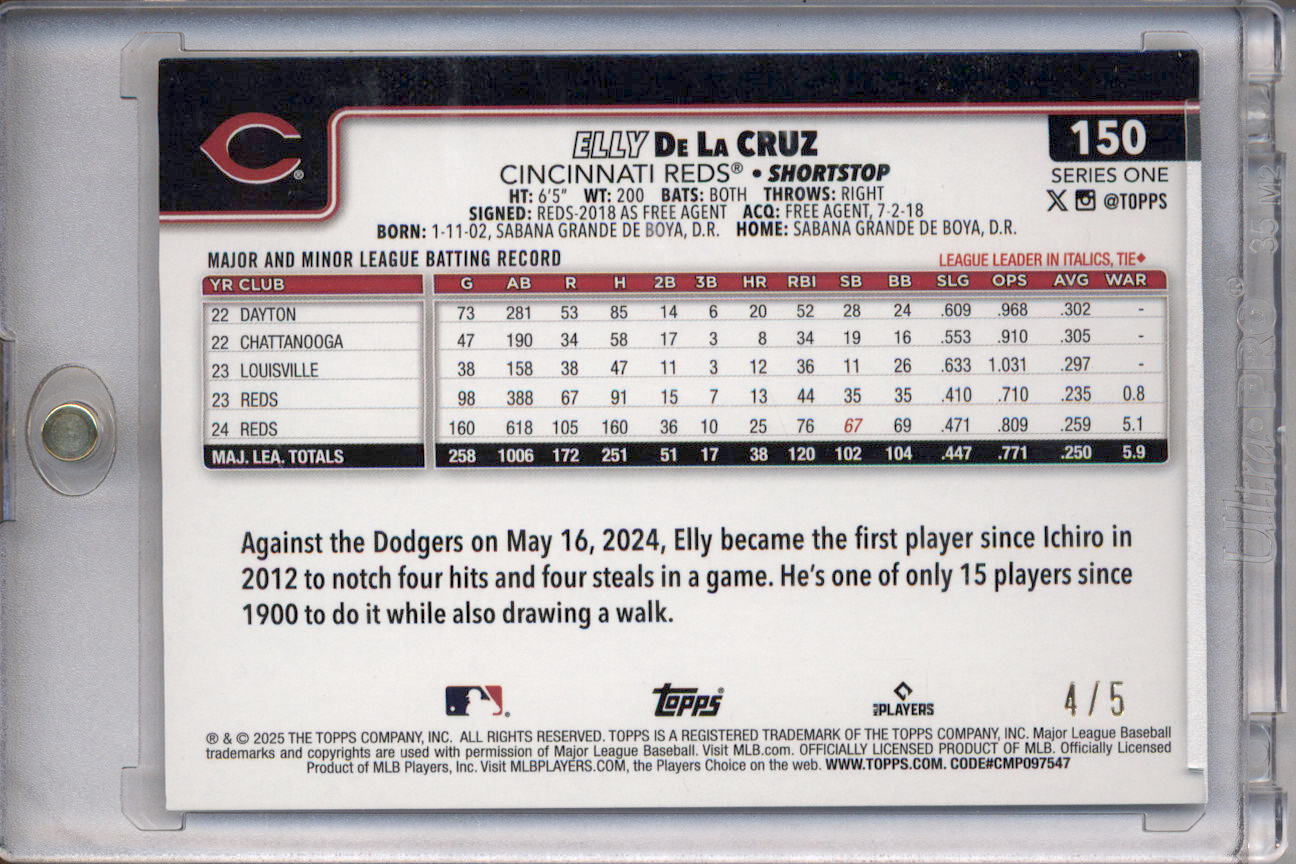 ELLY DE LA CRUZ
150
CINCINNATI REDS® • SHORTSTOP
SERIES ONE
HT: 6'5" WT: 200 BATS: BOTH THROWS: RIGHT
@TOPPS
SIGNED: REDS-2018 AS FREE AGENT ACQ: FREE AGENT, 7-2-18
BORN: 1-11-02, SABANA GRANDE DE BOYA, D.R. HOME: SABANA GRANDE DE BOYA, D.R.
MAJOR AND MINOR LEAGUE BATTING RECORD
LEAGUE LEADER IN ITALICS, TIE♦
YR CLUB G AB R H 2B 3B HR RBI SB BB SLG OPS AVG WAR
22 DAYTON 73 281 53 85 14 6 20 52 28 24 .609 .968 .302 -
22 CHATTANOOGA 47 190 34 58 17 3 8 34 19 16 .553 .910 .305 -
23 LOUISVILLE 38 158 38 47 11 3 12 36 11 26 .633 1.031 .297 -
23 REDS 98 388 67 91 15 7 13 44 35 35 .410 .710 .235 0.8
24 REDS 160 618 105 160 36 10 25 76 67 69 .471 .809 .259 5.1
MAJ. LEA. TOTALS 258 1006 172 251 51 17 38 120 102 104 .447 .771 .250 5.9
Against the Dodgers on May 16, 2024, Elly became the first player since Ichiro in
2012 to notch four hits and four steals in a game. He's one of only 15 players since
1900 to do it while also drawing a walk.
Topps®
MLB PLAYERS
4/5
® & © 2025 THE TOPPS COMPANY, INC. ALL RIGHTS RESERVED. TOPPS IS A REGISTERED TRADEMARK OF THE TOPPS COMPANY, INC. Major League Baseball
trademarks and copyrights are used with permission of Major League Baseball. Visit MLB.com. OFFICIALLY LICENSED PRODUCT OF MLB. Officially Licensed
Product of MLB Players, Inc. Visit MLBPLAYERS.COM, the Players Choice on the web. WWW.TOPPS.COM. CODE#CMP097547
Ultra•PRO® 35 M2